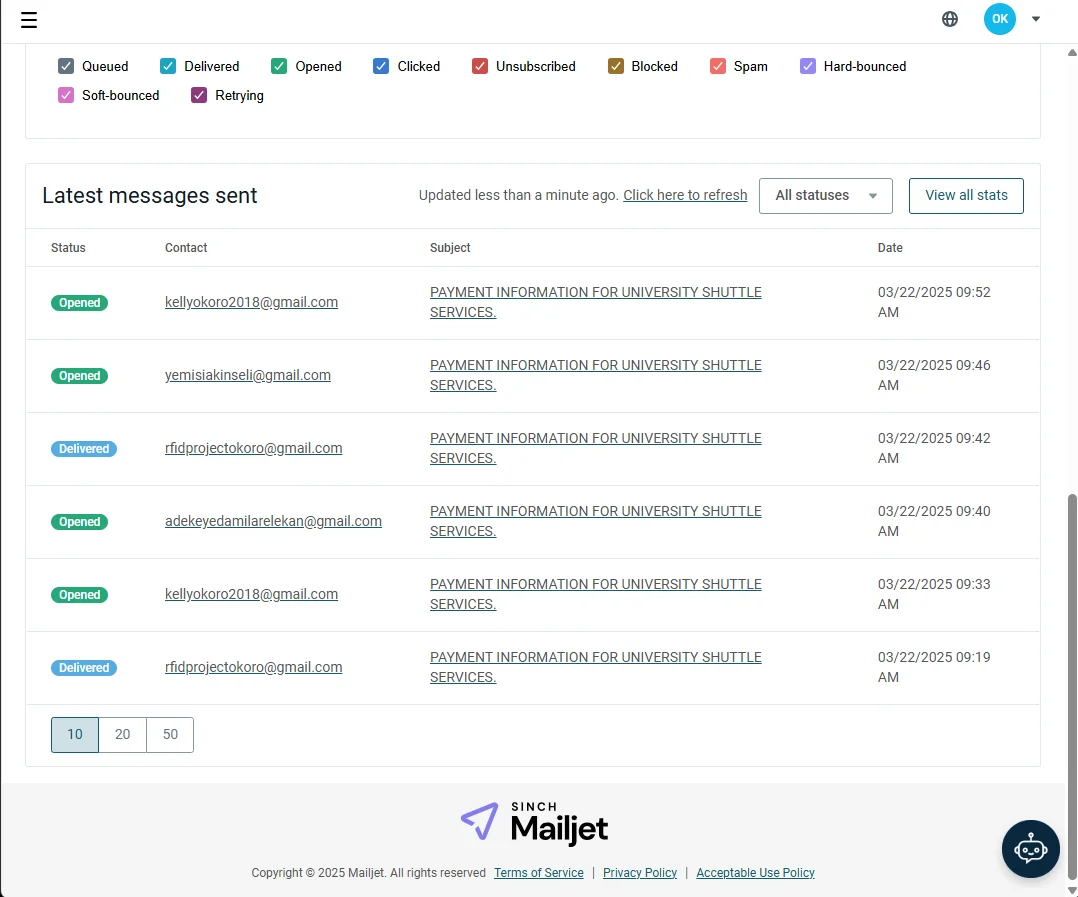 OK
Queued Delivered Opened Clicked Unsubscribed Blocked Spam Hard-bounced
Soft-bounced Retrying
Latest messages sent Updated less than a minute ago. Click here to refresh All statuses View all stats
Status Contact Subject Date
Opened kellyokoro2018@gmail.com PAYMENT INFORMATION FOR UNIVERSITY SHUTTLE 03/22/2025 09:52
SERVICES. AM
Opened yemisiakinseli@gmail.com PAYMENT INFORMATION FOR UNIVERSITY SHUTTLE 03/22/2025 09:46
SERVICES. AM
Delivered rfidprojectokoro@gmail.com PAYMENT INFORMATION FOR UNIVERSITY SHUTTLE 03/22/2025 09:42
SERVICES. AM
Opened adekeyedamilarelekan@gmail.com PAYMENT INFORMATION FOR UNIVERSITY SHUTTLE 03/22/2025 09:40
SERVICES. AM
Opened kellyokoro2018@gmail.com PAYMENT INFORMATION FOR UNIVERSITY SHUTTLE 03/22/2025 09:33
SERVICES. AM
Delivered rfidprojectokoro@gmail.com PAYMENT INFORMATION FOR UNIVERSITY SHUTTLE 03/22/2025 09:19
SERVICES. AM
10 20 50
SINCH
Mailjet
Copyright © 2025 Mailjet. All rights reserved Terms of Service | Privacy Policy | Acceptable Use Policy